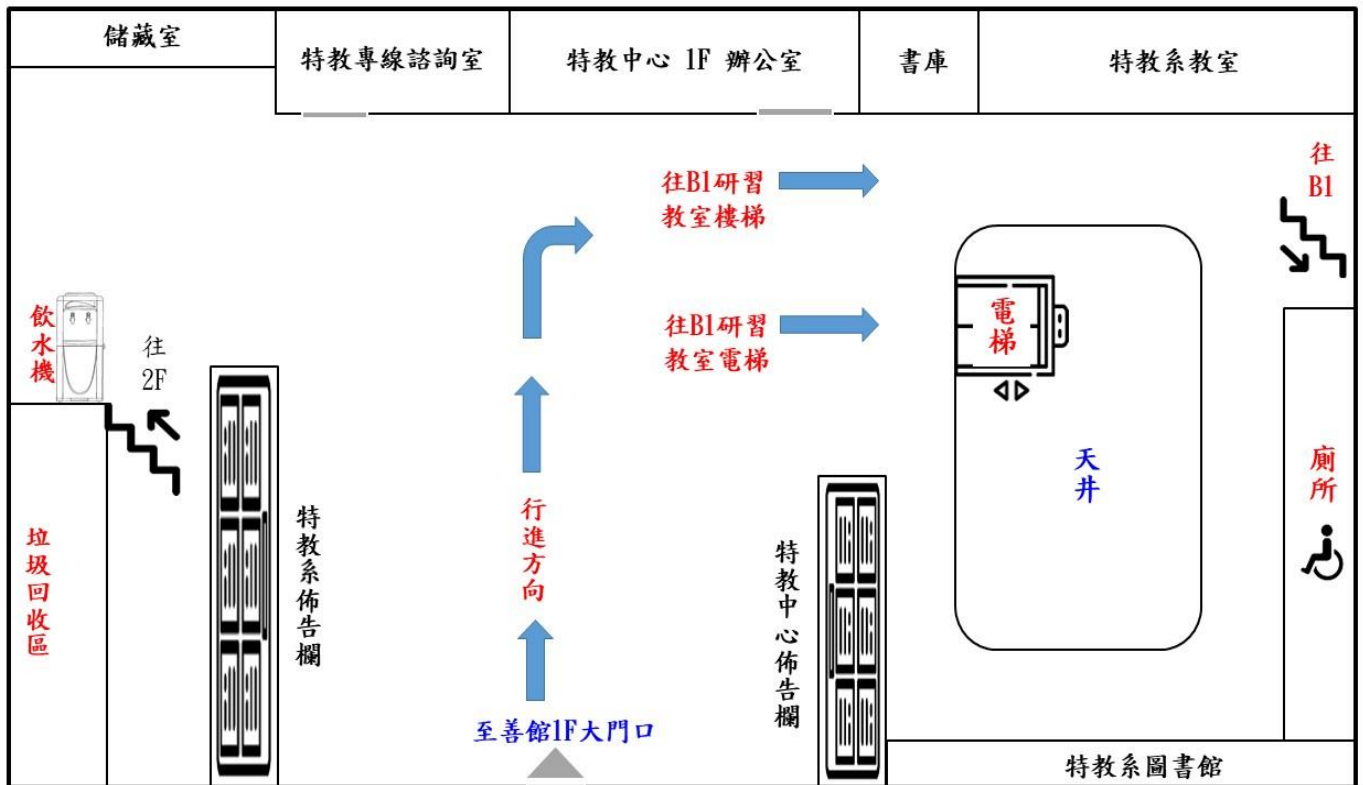 儲藏室
特教專線諮詢室
特教中心 1F 辦公室
書庫
特教系教室
往B1研習
教室樓梯
往
B1
飲水機
往
2F
往B1研習
教室電梯
電梯
天井
廁所
行進方向
特教系佈告欄
特教中心佈告欄
垃圾回收區
至善館1F大門口
特教系圖書館